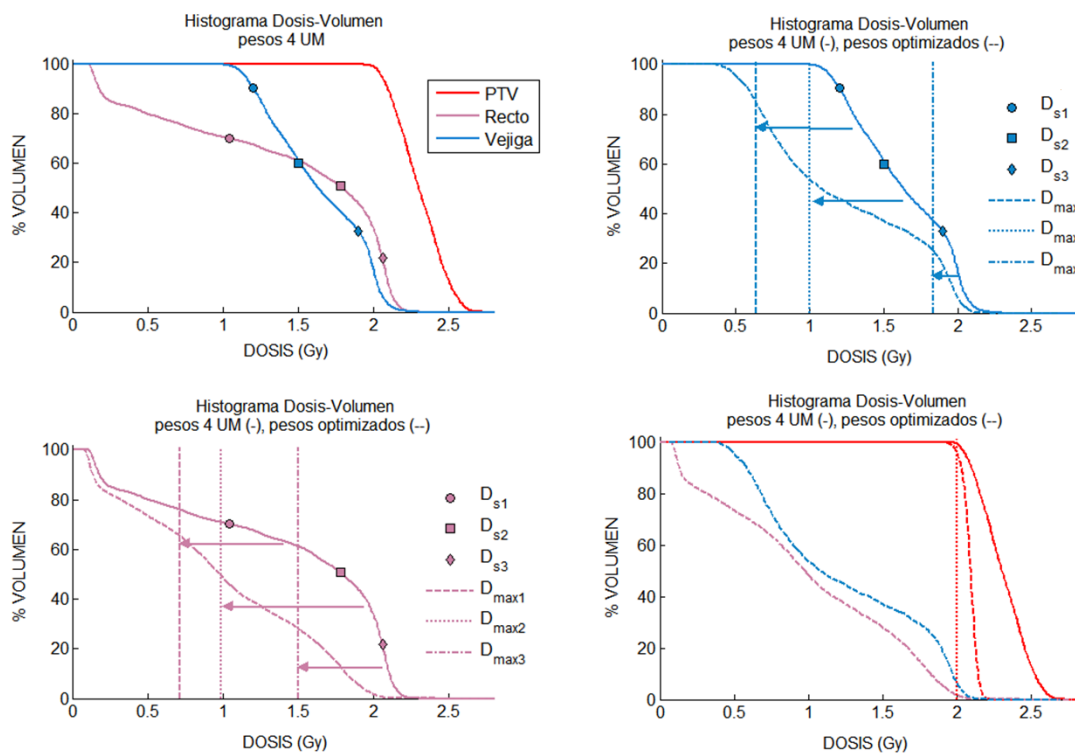 Histograma Dosis-Volumen
pesos 4 UM
100
80
60
40
20
0
% VOLUMEN
0 0.5 1 1.5 2 2.5
DOSIS (Gy)
PTV
Recto
Vejiga
Histograma Dosis-Volumen
pesos 4 UM (-), pesos optimizados (--)
100
80
60
40
20
0
% VOLUMEN
0 0.5 1 1.5 2 2.5
DOSIS (Gy)
Ds1
Ds2
Ds3
Dmax
Dmax
Dmax
Histograma Dosis-Volumen
pesos 4 UM (-), pesos optimizados (--)
100
80
60
40
20
0
% VOLUMEN
0 0.5 1 1.5 2 2.5
DOSIS (Gy)
Ds1
Ds2
Ds3
Dmax1
Dmax2
Dmax3
Histograma Dosis-Volumen
pesos 4 UM (-), pesos optimizados (--)
100
80
60
40
20
0
% VOLUMEN
0 0.5 1 1.5 2 2.5
DOSIS (Gy)